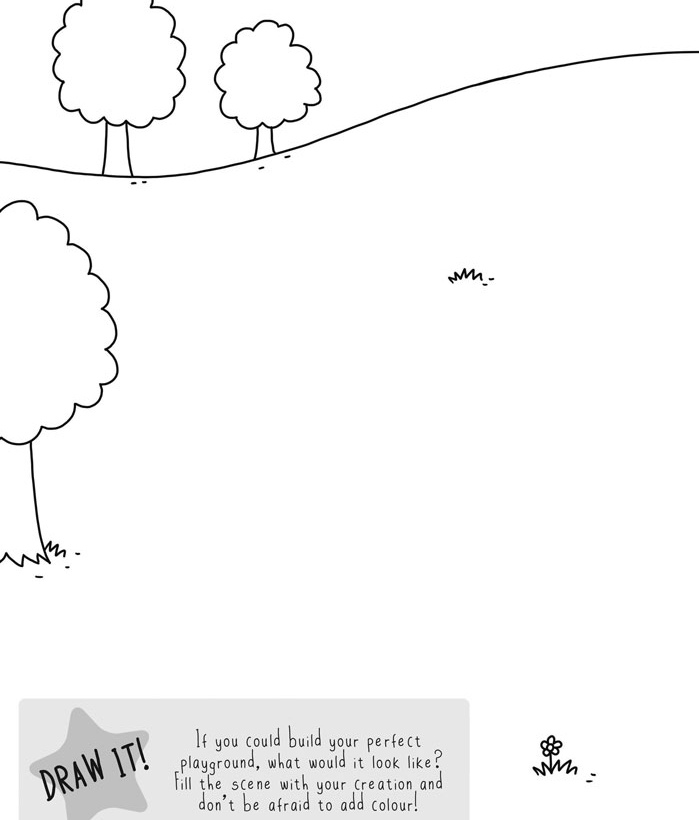 DRAW IT!
If you could build your perfect
playground, what would it look like?
Fill the scene with your creation and
don't be afraid to add colour!